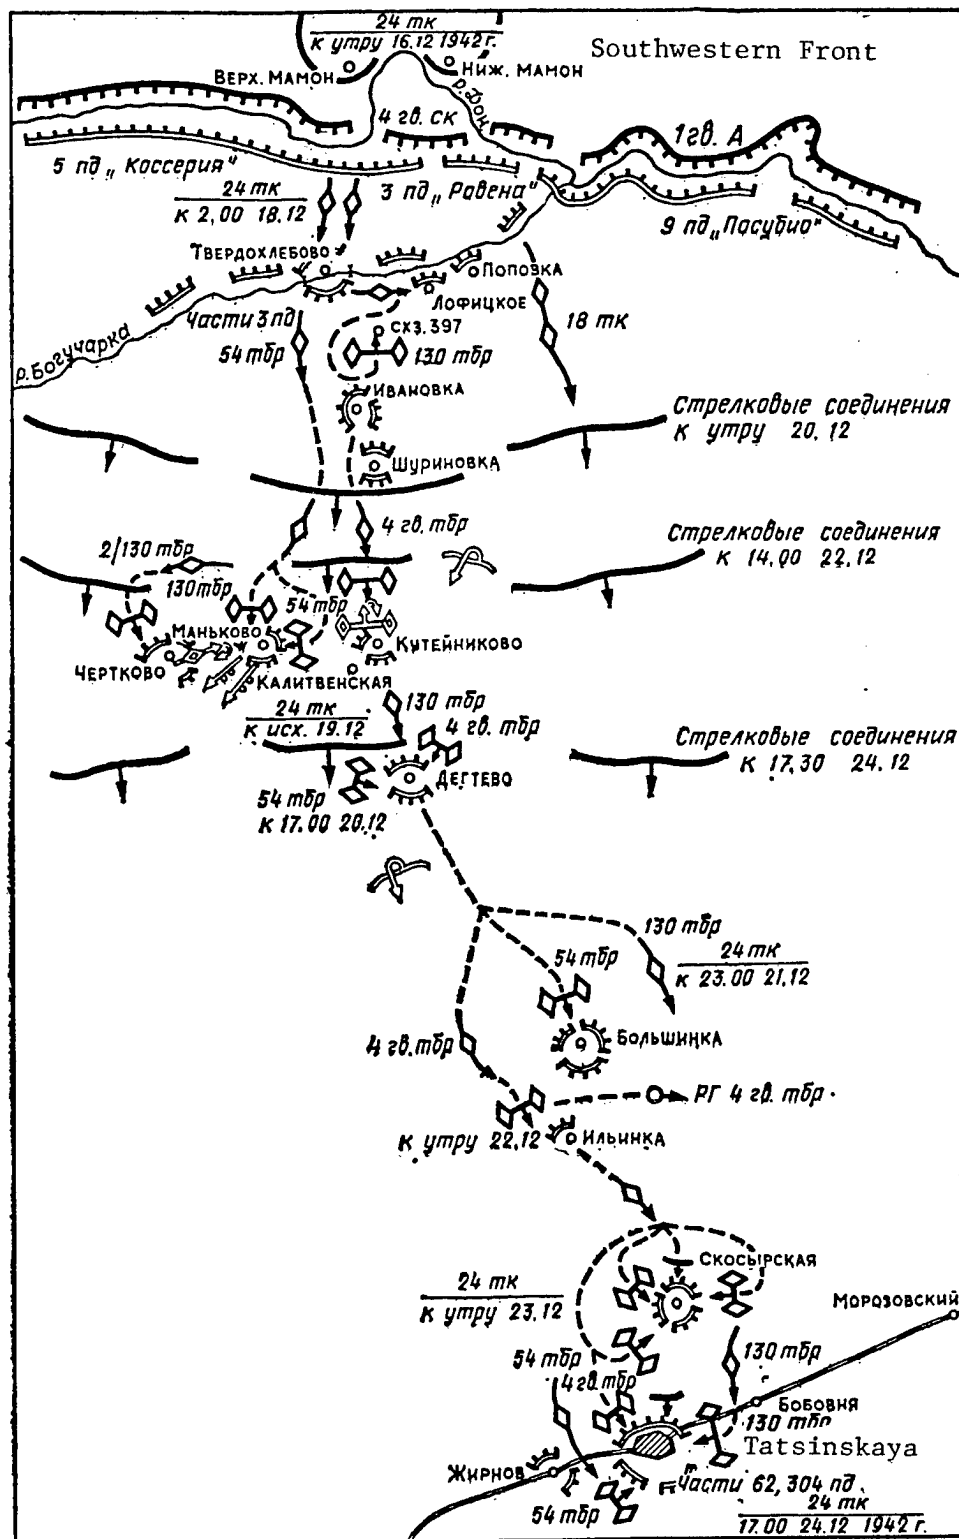 24 тк
к утру 16.12 1942 г.
Southwestern Front
Верх. Мамон
Ниж. Мамон
р. Дон
4 гв. ск
1 гв. А
5 пд „Коссерия"
3 пд „Равена"
9 пд „Пасубио"
24 тк
к 2,00 18.12
Твердохлебово
Поповка
Лофицкое
Части 3 пд
схз. 397
18 тк
54 тбр
130 тбр
р. Богучарка
Ивановка
Стрелковые соединения
к утру 20.12
Шуриновка
4 гв. тбр
2/130 тбр
Стрелковые соединения
к 14,00 22.12
130 тбр
54 тбр
Маньково
Кутейниково
Чертково
Калитвенская
130 тбр
24 тк
к исх. 19.12
4 гв. тбр
Стрелковые соединения
к 17,30 24.12
Дегтево
54 тбр
к 17.00 20.12
130 тбр
54 тбр
24 тк
к 23.00 21.12
Большинка
4 гв. тбр
РГ 4 гв. тбр
к утру 22.12
Ильинка
Скосырская
24 тк
к утру 23.12
Морозовский
54 тбр
130 тбр
4 гв. тбр
Бобовня
130 тбр
Tatsinskaya
Жирнов
Части 62, 304 пд
54 тбр
24 тк
17.00 24.12 1942 г.